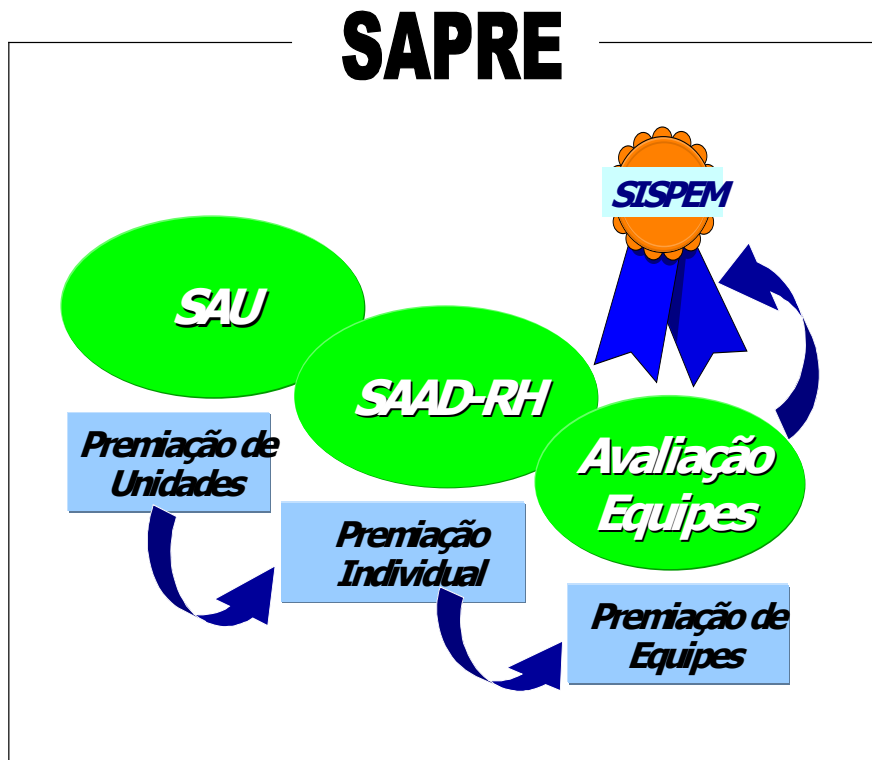 SAPRE
SISPEM
SAU
SAAD-RH
Premiação de
Unidades
Avaliação
Equipes
Premiação
Individual
Premiação de
Equipes